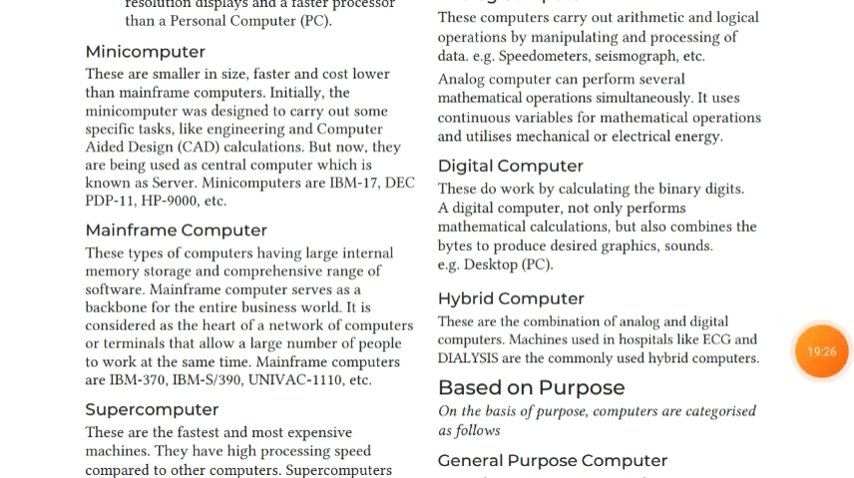 resolution displays and a faster processor
than a Personal Computer (PC).
Minicomputer
These are smaller in size, faster and cost lower
than mainframe computers. Initially, the
minicomputer was designed to carry out some
specific tasks, like engineering and Computer
Aided Design (CAD) calculations. But now, they
are being used as central computer which is
known as Server. Minicomputers are IBM-17, DEC
PDP-11, HP-9000, etc.
Mainframe Computer
These types of computers having large internal
memory storage and comprehensive range of
software. Mainframe computer serves as a
backbone for the entire business world. It is
considered as the heart of a network of computers
or terminals that allow a large number of people
to work at the same time. Mainframe computers
are IBM-370, IBM-S/390, UNIVAC-1110, etc.
Supercomputer
These are the fastest and most expensive
machines. They have high processing speed
compared to other computers. Supercomputers
These computers carry out arithmetic and logical
operations by manipulating and processing of
data. e.g. Speedometers, seismograph, etc.
Analog computer can perform several
mathematical operations simultaneously. It uses
continuous variables for mathematical operations
and utilises mechanical or electrical energy.
Digital Computer
These do work by calculating the binary digits.
A digital computer, not only performs
mathematical calculations, but also combines the
bytes to produce desired graphics, sounds.
e.g. Desktop (PC).
Hybrid Computer
These are the combination of analog and digital
computers. Machines used in hospitals like ECG and
DIALYSIS are the commonly used hybrid computers.
Based on Purpose
On the basis of purpose, computers are categorised
as follows
General Purpose Computer
19:26